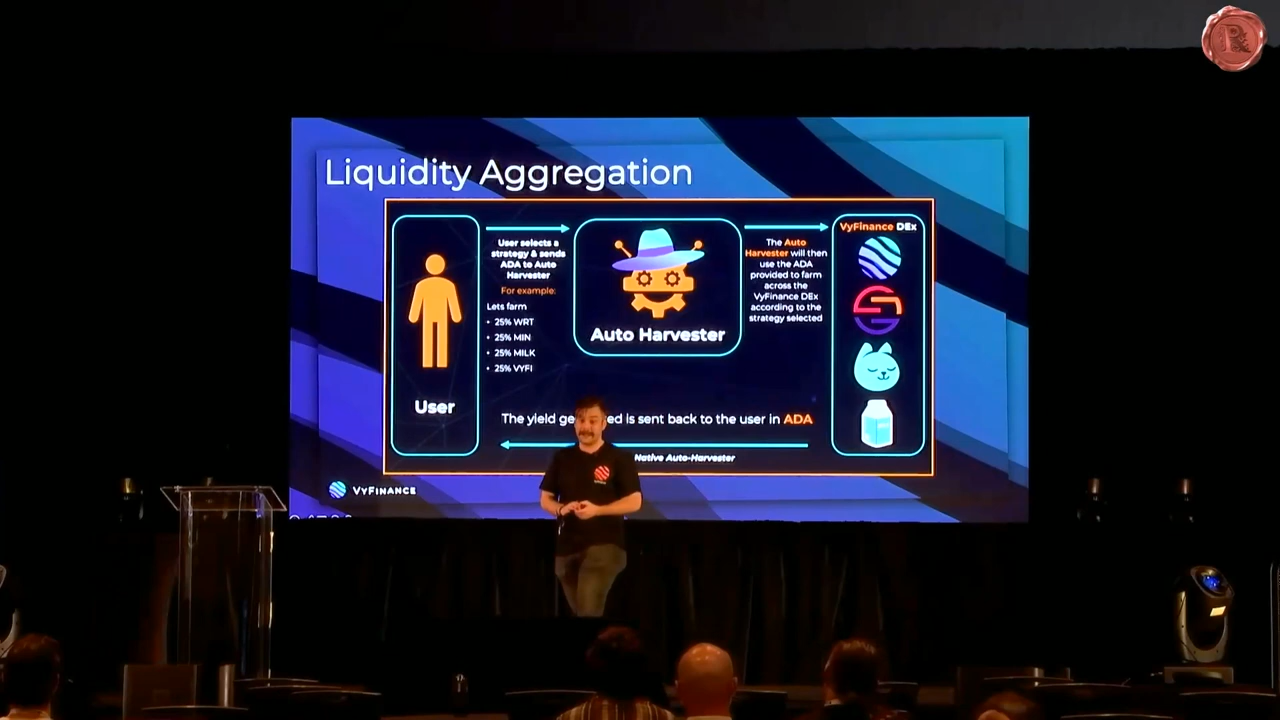 R
Liquidity Aggregation
User selects a
strategy & sends
ADA to Auto
Harvester
For example:
Lets farm
• 25% WRT
• 25% MIN
• 25% MILK
• 25% VYFI
User
Auto Harvester
The Auto
Harvester will then
use the ADA
provided to farm
across the
VyFinance DEx
according to the
strategy selected
VyFinance DEx
The yield ge ed is sent back to the user in ADA
Native Auto-Harvester
VYFINANCE